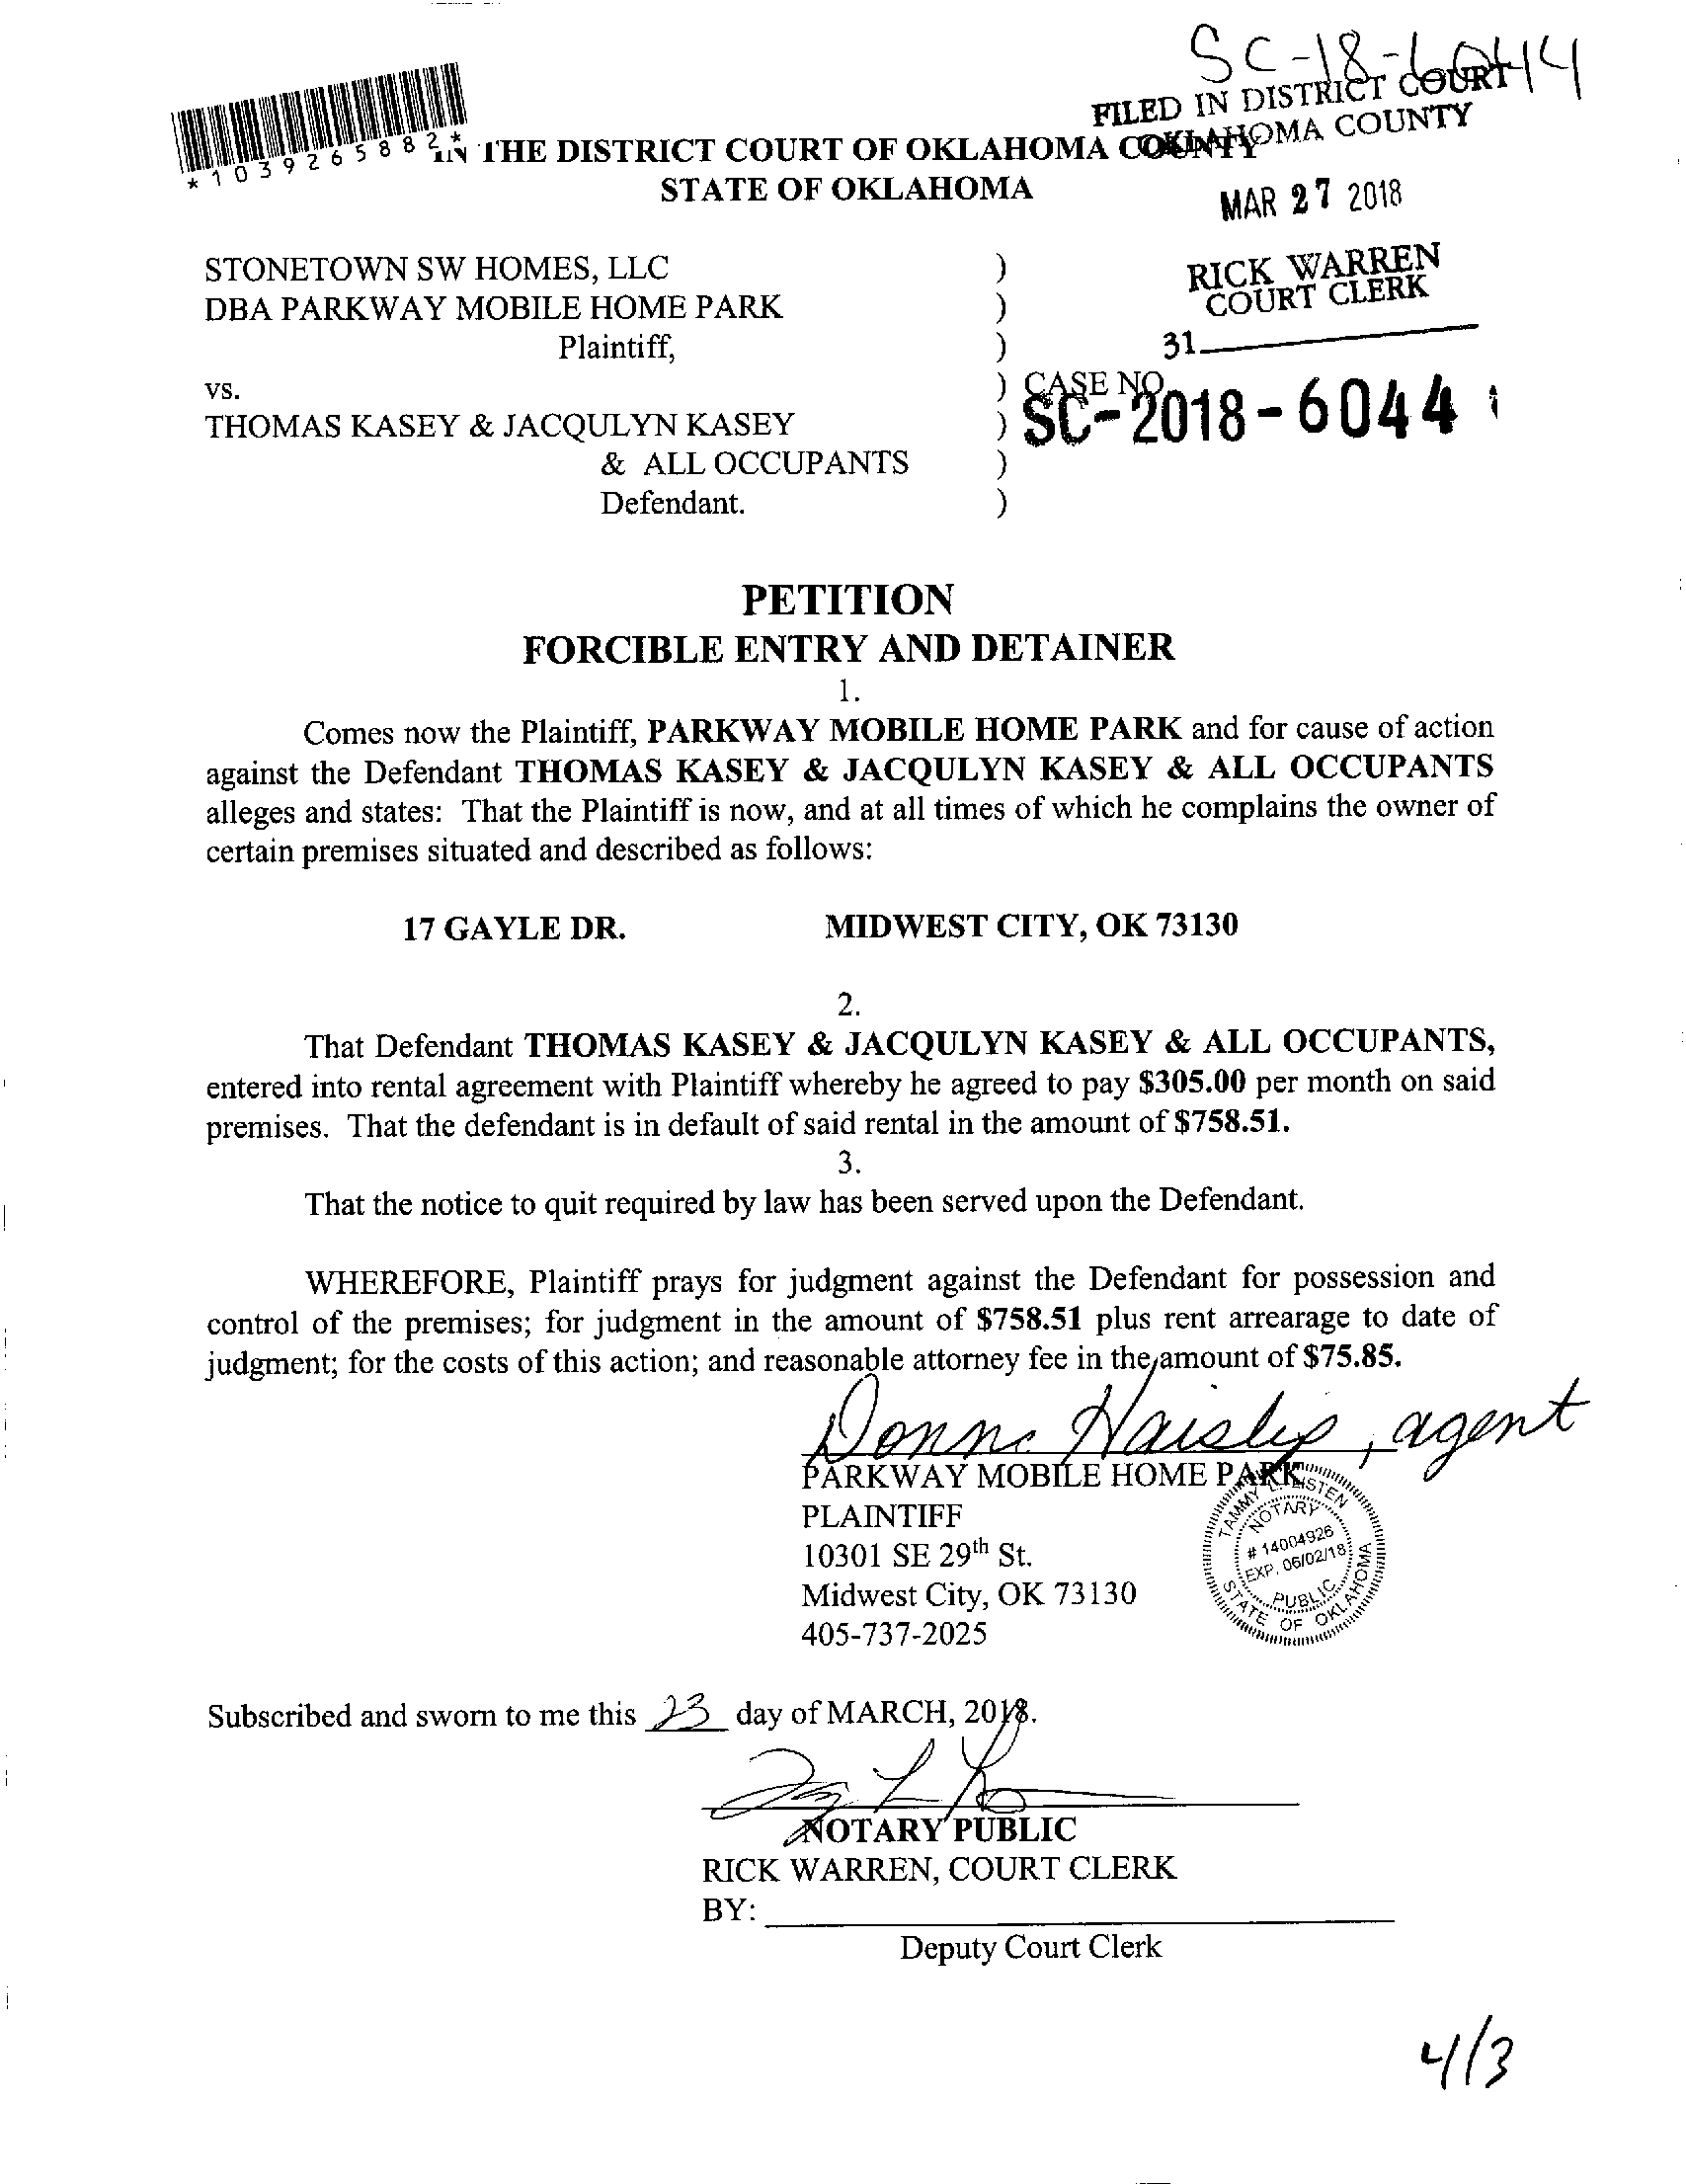 SC-18-6044
FILED IN DISTRICT COURT
OKLAHOMA COUNTY
*1039265882*
IN THE DISTRICT COURT OF OKLAHOMA COUNTY
STATE OF OKLAHOMA
MAR 27 2018
STONETOWN SW HOMES, LLC )
DBA PARKWAY MOBILE HOME PARK )
Plaintiff, )
RICK WARREN
COURT CLERK
31
vs. ) CASE NO.
THOMAS KASEY & JACQULYN KASEY ) SC-2018-6044
& ALL OCCUPANTS )
Defendant. )
PETITION
FORCIBLE ENTRY AND DETAINER
1.
Comes now the Plaintiff, PARKWAY MOBILE HOME PARK and for cause of action
against the Defendant THOMAS KASEY & JACQULYN KASEY & ALL OCCUPANTS
alleges and states: That the Plaintiff is now, and at all times of which he complains the owner of
certain premises situated and described as follows:
17 GAYLE DR. MIDWEST CITY, OK 73130
2.
That Defendant THOMAS KASEY & JACQULYN KASEY & ALL OCCUPANTS,
entered into rental agreement with Plaintiff whereby he agreed to pay $305.00 per month on said
premises. That the defendant is in default of said rental in the amount of $758.51.
3.
That the notice to quit required by law has been served upon the Defendant.
WHEREFORE, Plaintiff prays for judgment against the Defendant for possession and
control of the premises; for judgment in the amount of $758.51 plus rent arrearage to date of
judgment; for the costs of this action; and reasonable attorney fee in the amount of $75.85.
Donna Haislip, agent
PARKWAY MOBILE HOME PARK
PLAINTIFF
10301 SE 29th St.
Midwest City, OK 73130
405-737-2025
TAMMY L. LISTEN
NOTARY
# 14004926
EXP. 06/02/18
PUBLIC
STATE OF OKLAHOMA
Subscribed and sworn to me this 23 day of MARCH, 2018.
NOTARY PUBLIC
RICK WARREN, COURT CLERK
BY:
Deputy Court Clerk
4/3